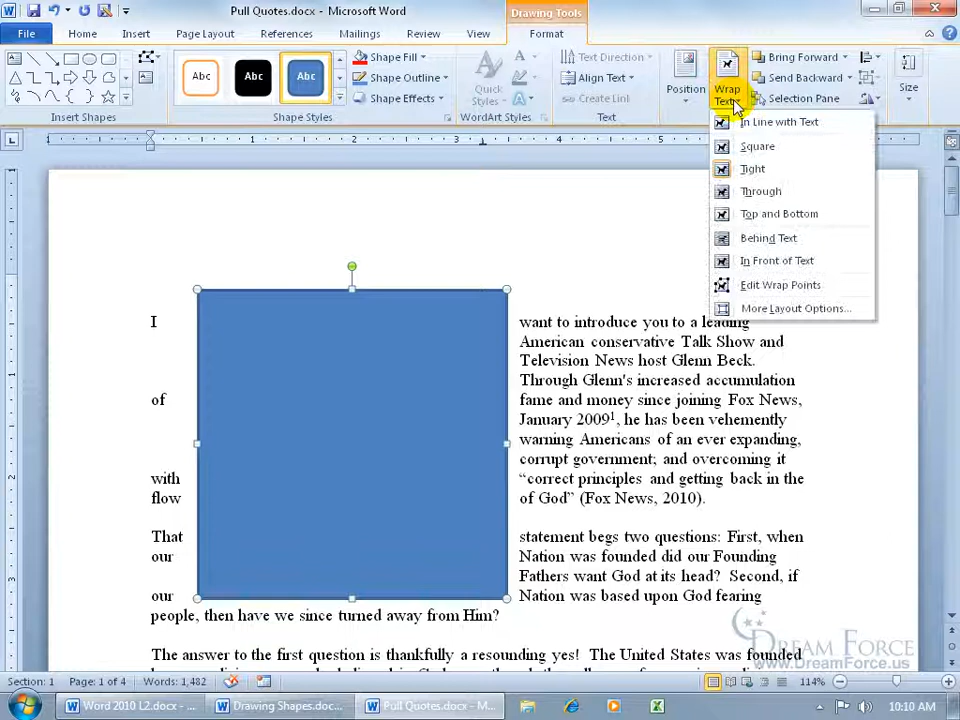 Pull Quotes.docx - Microsoft Word
Drawing Tools
File Home Insert Page Layout References Mailings Review View Format
Abc Abc Abc
Shape Fill
Shape Outline
Shape Effects
Quick Styles
Text Direction
Align Text
Create Link
Position
Wrap Text
Bring Forward
Send Backward
Selection Pane
Size
Insert Shapes Shape Styles WordArt Styles Text
In Line with Text
Square
Tight
Through
Top and Bottom
Behind Text
In Front of Text
Edit Wrap Points
More Layout Options...
1 2 3 5
I want to introduce you to a leading
American conservative Talk Show and
Television News host Glenn Beck.
Through Glenn's increased accumulation
of fame and money since joining Fox News,
January 2009¹, he has been vehemently
warning Americans of an ever expanding,
corrupt government; and overcoming it
with “correct principles and getting back in the
flow of God” (Fox News, 2010).
That statement begs two questions: First, when
our Nation was founded did our Founding
Fathers want God at its head? Second, if
our Nation was based upon God fearing
people, then have we since turned away from Him?
The answer to the first question is thankfully a resounding yes! The United States was founded
DREAM FORCE
www.DreamForce.us
Section: 1 Page: 1 of 4 Words: 1,482 114%
Word 2010 L2.docx -... Drawing Shapes.doc... Pull Quotes.docx - M... 10:10 AM